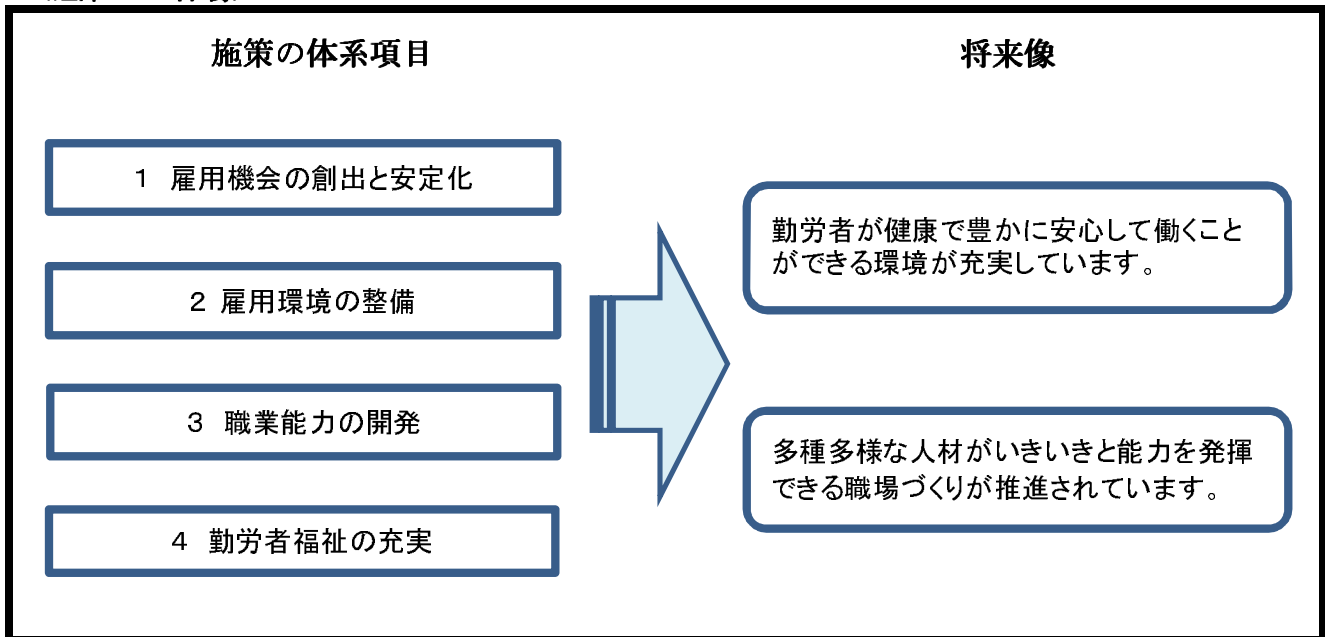 施策の体系項目
将来像
1 雇用機会の創出と安定化
2 雇用環境の整備
3 職業能力の開発
4 勤労者福祉の充実
勤労者が健康で豊かに安心して働くこと
ができる環境が充実しています。
多種多様な人材がいきいきと能力を発揮
できる職場づくりが推進されています。